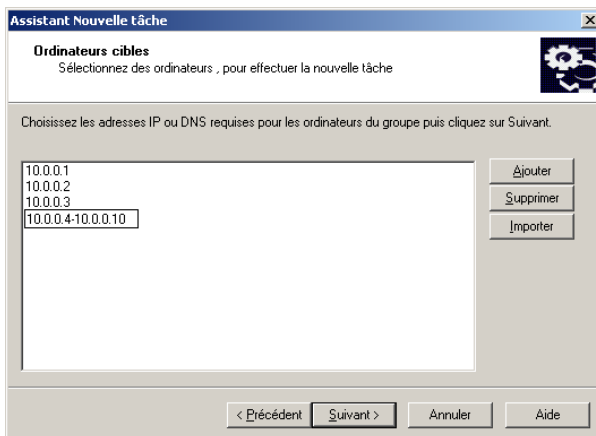 Assistant Nouvelle tâche
Ordinateurs cibles
Sélectionnez des ordinateurs , pour effectuer la nouvelle tâche
Choisissez les adresses IP ou DNS requises pour les ordinateurs du groupe puis cliquez sur Suivant.
10.0.0.1
10.0.0.2
10.0.0.3
10.0.0.4-10.0.0.10
Ajouter
Supprimer
Importer
< Précédent
Suivant >
Annuler
Aide